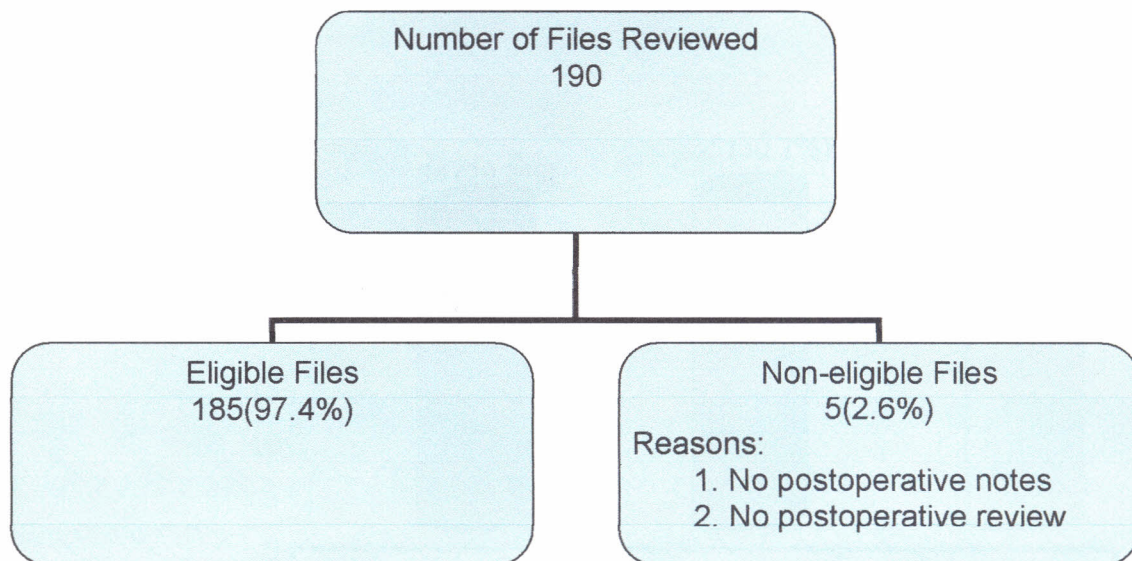 Number of Files Reviewed
190
Eligible Files
185(97.4%)
Non-eligible Files
5(2.6%)
Reasons:
1. No postoperative notes
2. No postoperative review